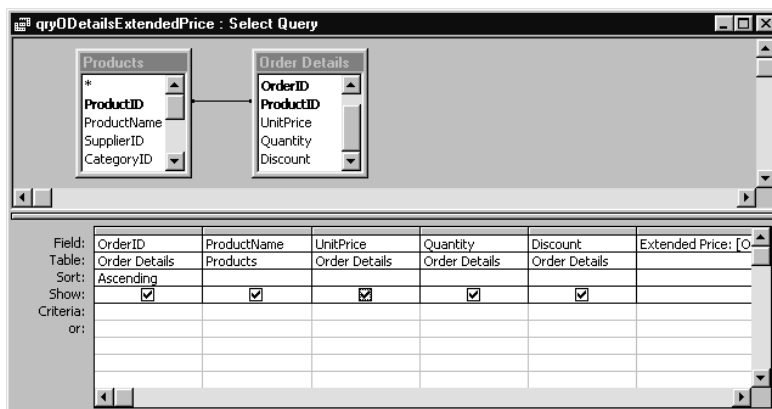 qryODetailsExtendedPrice : Select Query
Products
*
ProductID
ProductName
SupplierID
CategoryID
Order Details
OrderID
ProductID
UnitPrice
Quantity
Discount
Field: OrderID ProductName UnitPrice Quantity Discount Extended Price: [O
Table: Order Details Products Order Details Order Details Order Details
Sort: Ascending
Show:
Criteria:
or: